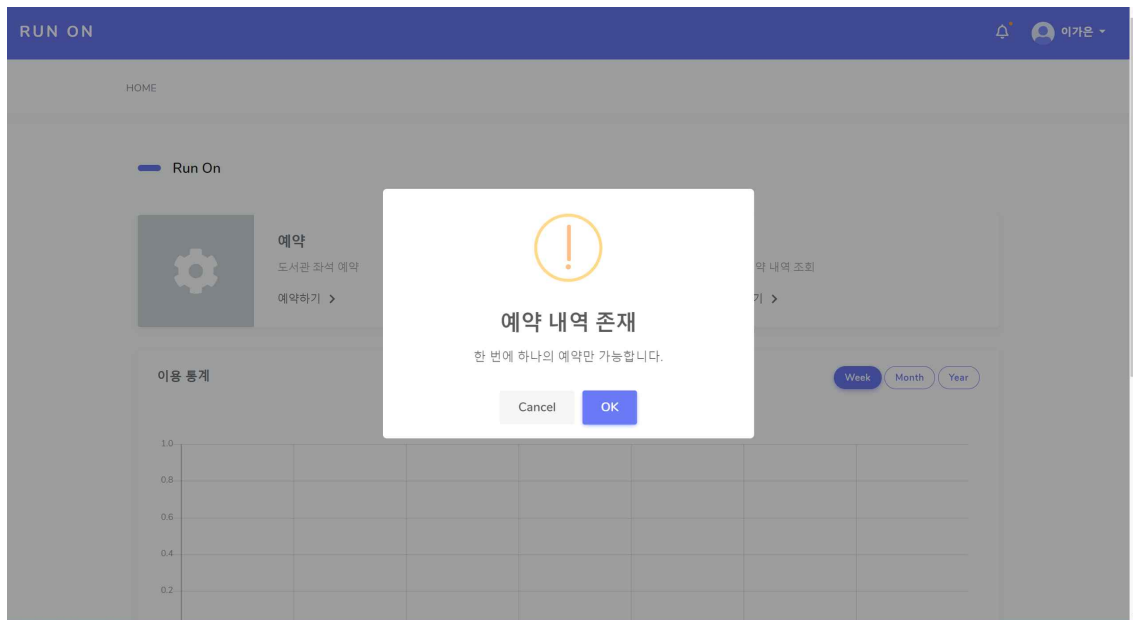 RUN ON
이가은
HOME
Run On
예약
도서관 좌석 예약
예약하기
약 내역 조회
기
예약 내역 존재
한 번에 하나의 예약만 가능합니다.
Cancel
OK
이용 통계
Week
Month
Year
1.0
0.8
0.6
0.4
0.2